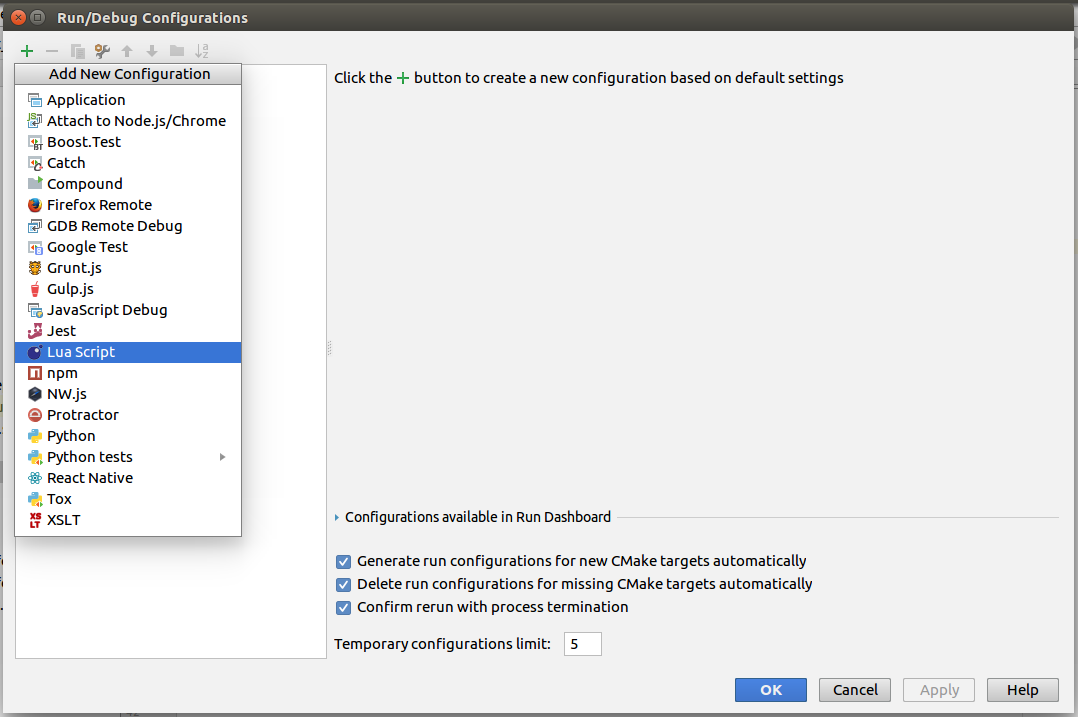 Run/Debug Configurations
Add New Configuration
Click the + button to create a new configuration based on default settings
Application
Attach to Node.js/Chrome
Boost.Test
Catch
Compound
Firefox Remote
GDB Remote Debug
Google Test
Grunt.js
Gulp.js
JavaScript Debug
Jest
Lua Script
npm
NW.js
Protractor
Python
Python tests
React Native
Tox
XSLT
Configurations available in Run Dashboard
Generate run configurations for new CMake targets automatically
Delete run configurations for missing CMake targets automatically
Confirm rerun with process termination
Temporary configurations limit: 5
OK Cancel Apply Help